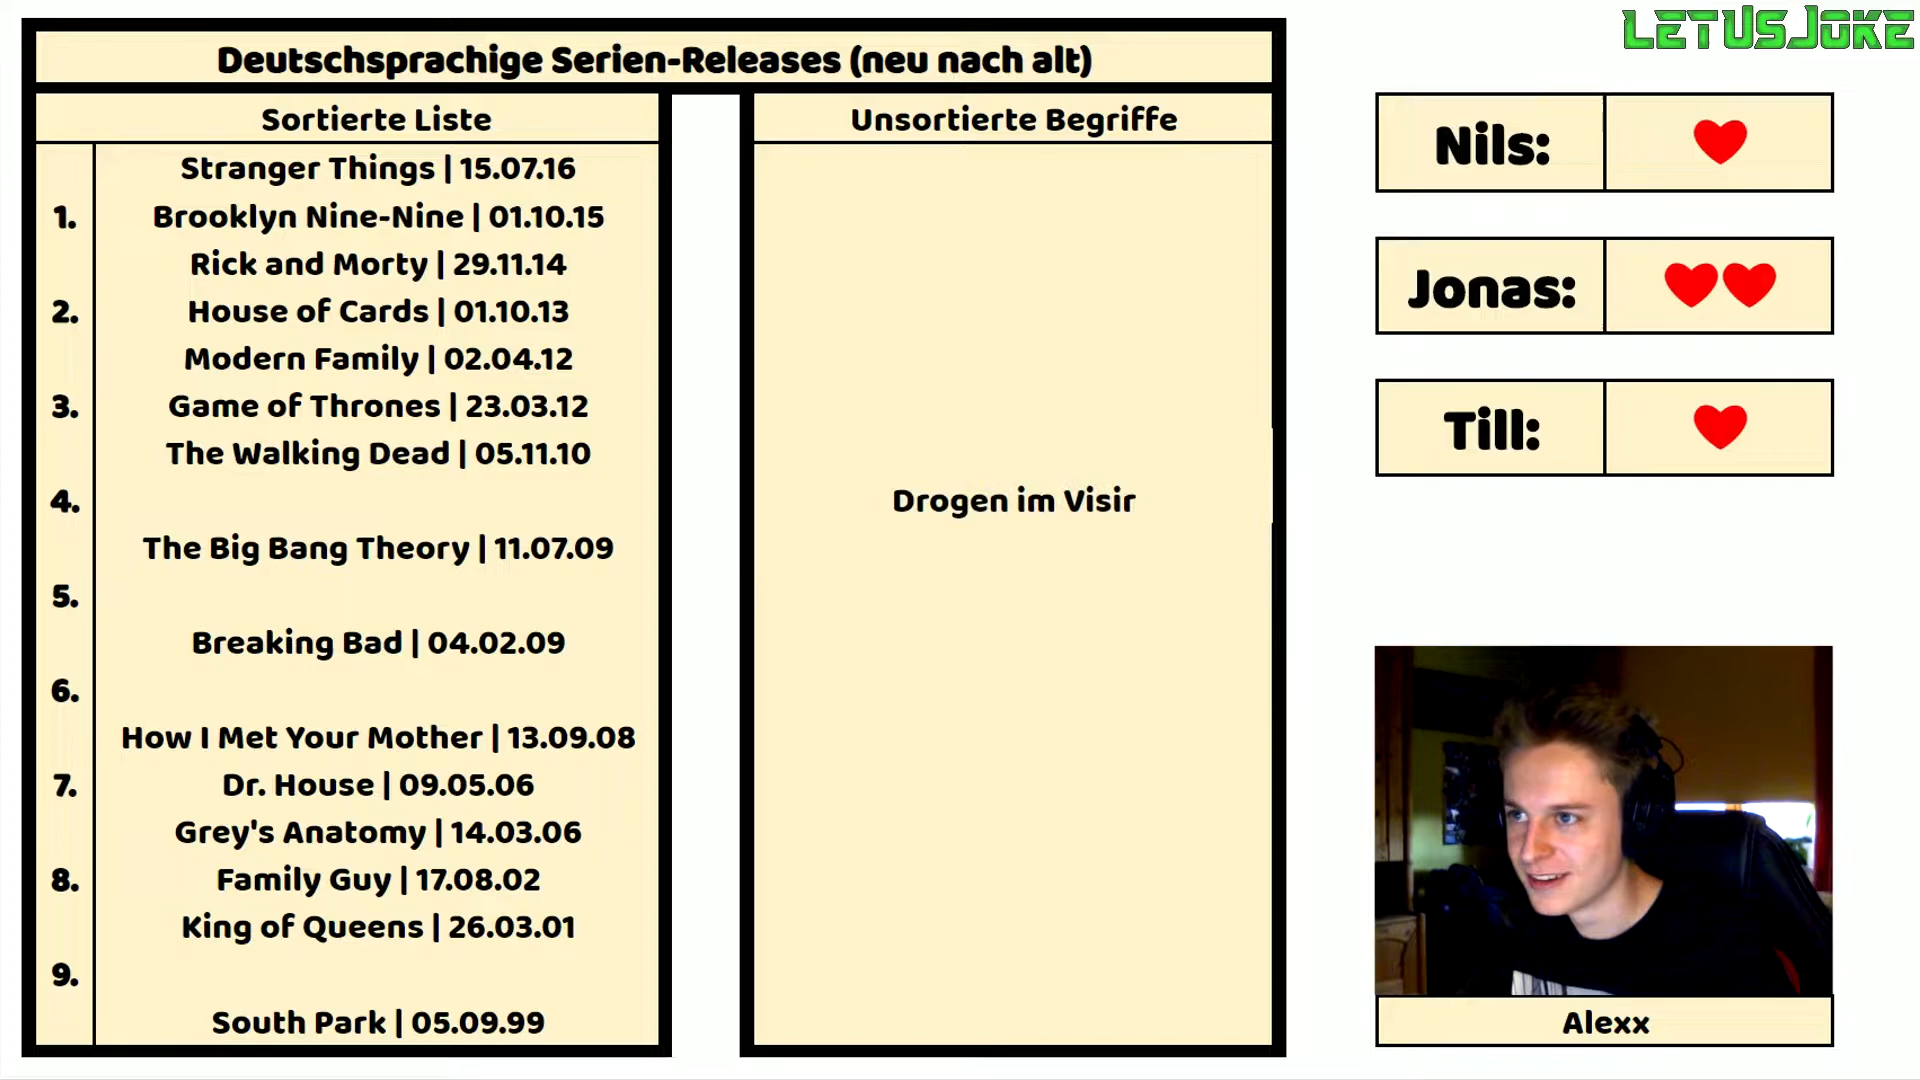 LETUSJOKE
Deutschsprachige Serien-Releases (neu nach alt)
Sortierte Liste
Stranger Things | 15.07.16
1. Brooklyn Nine-Nine | 01.10.15
Rick and Morty | 29.11.14
2. House of Cards | 01.10.13
Modern Family | 02.04.12
3. Game of Thrones | 23.03.12
The Walking Dead | 05.11.10
4.
The Big Bang Theory | 11.07.09
5.
Breaking Bad | 04.02.09
6.
How I Met Your Mother | 13.09.08
7. Dr. House | 09.05.06
Grey's Anatomy | 14.03.06
8. Family Guy | 17.08.02
King of Queens | 26.03.01
9.
South Park | 05.09.99
Unsortierte Begriffe
Drogen im Visir
Nils:
Jonas:
Till:
Alexx